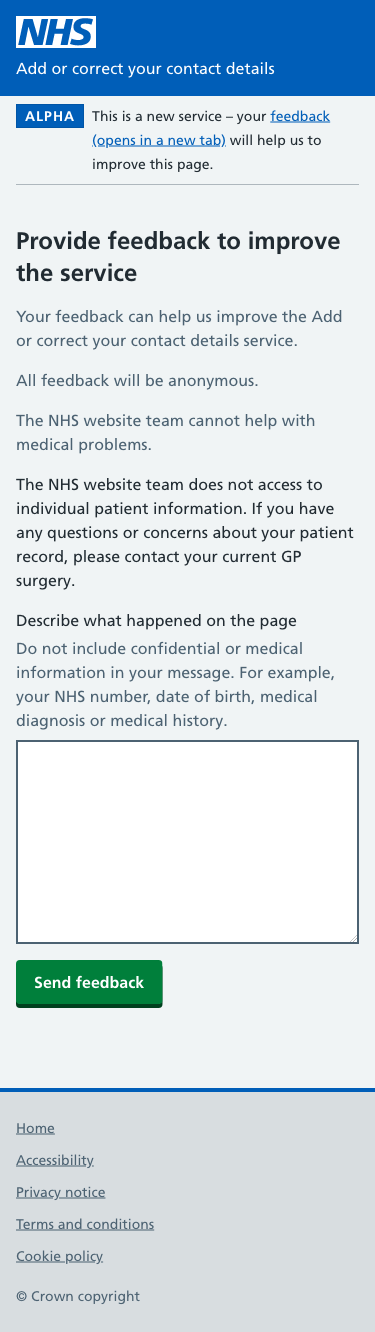 NHS
Add or correct your contact details
ALPHA
This is a new service – your feedback
(opens in a new tab) will help us to
improve this page.
Provide feedback to improve
the service
Your feedback can help us improve the Add
or correct your contact details service.
All feedback will be anonymous.
The NHS website team cannot help with
medical problems.
The NHS website team does not access to
individual patient information. If you have
any questions or concerns about your patient
record, please contact your current GP
surgery.
Describe what happened on the page
Do not include confidential or medical
information in your message. For example,
your NHS number, date of birth, medical
diagnosis or medical history.
Send feedback
Home
Accessibility
Privacy notice
Terms and conditions
Cookie policy
© Crown copyright